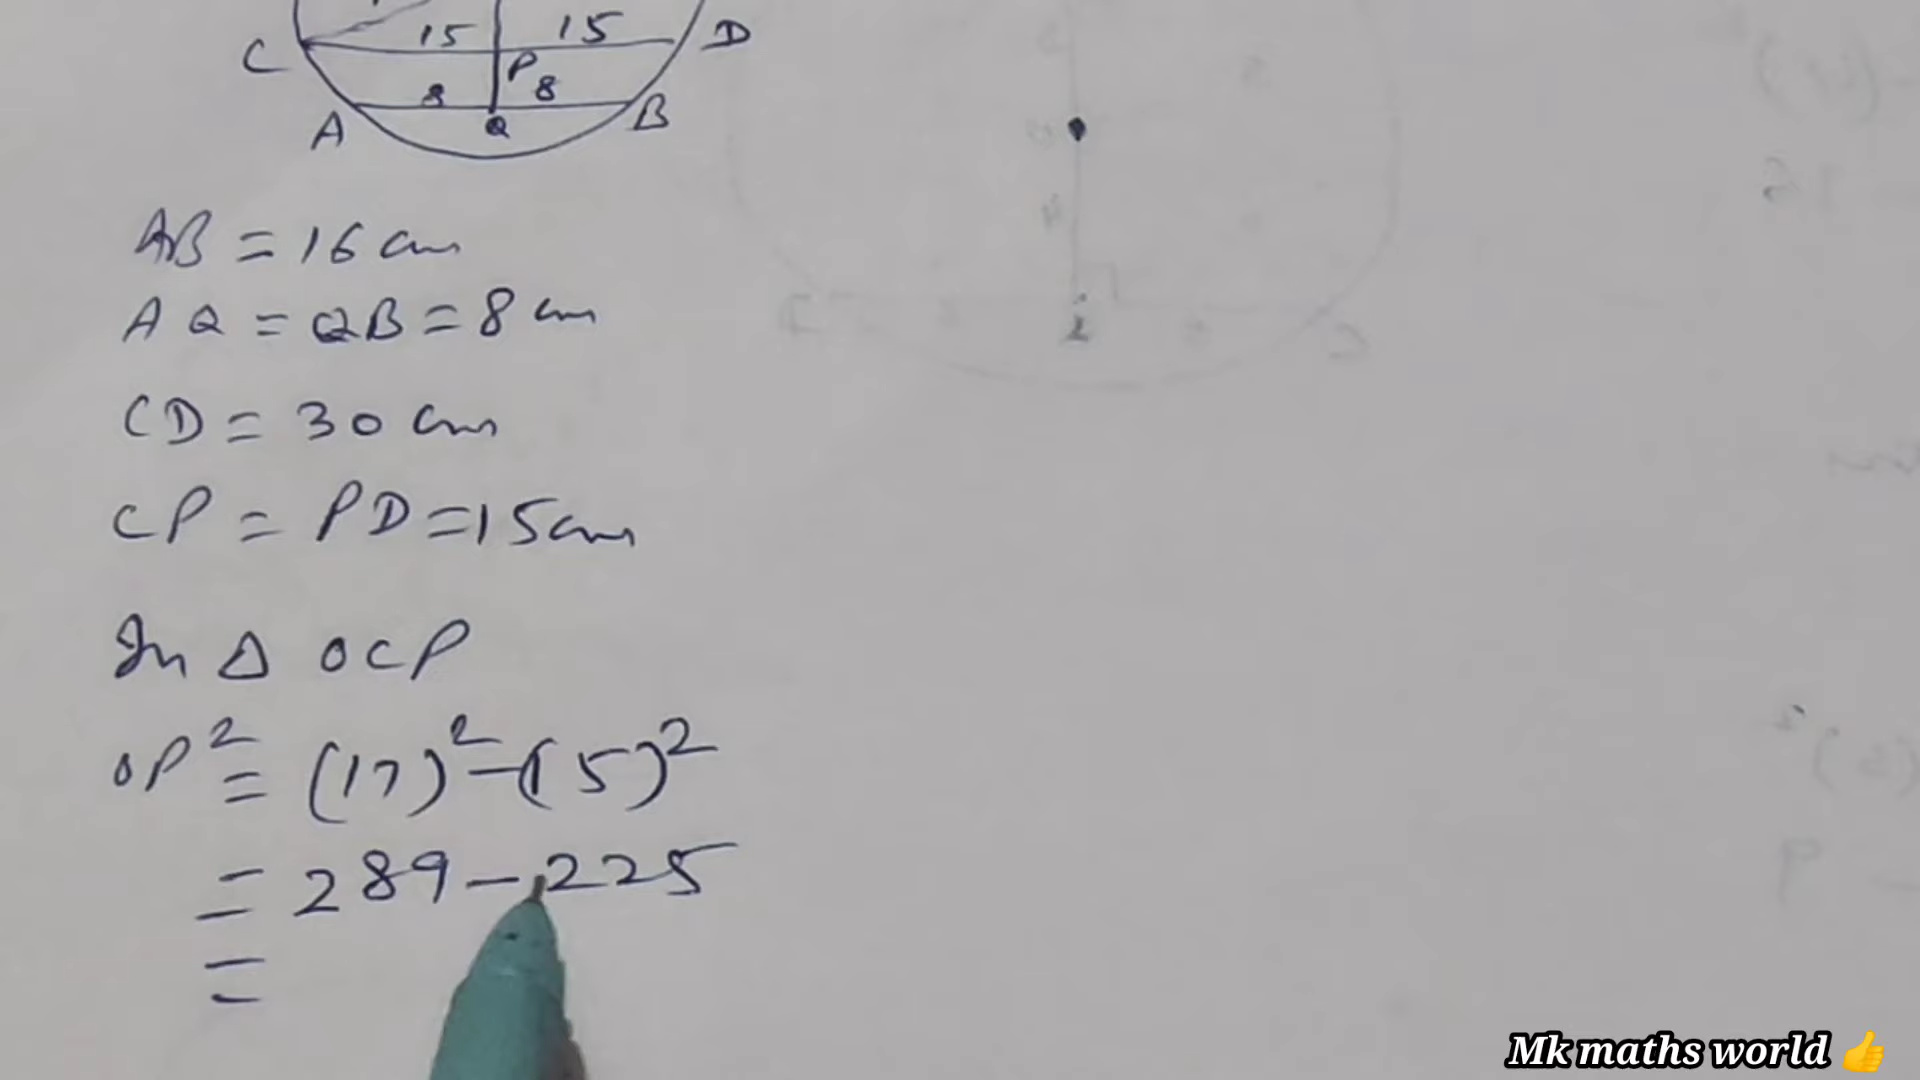 15 15
C D
P
8 8
A Q B
AB = 16 cm
AQ = QB = 8 cm
CD = 30 cm
CP = PD = 15 cm
In Δ OCP
OP² = (17)² - (15)²
= 289 - 225
=
Mk maths world 👍